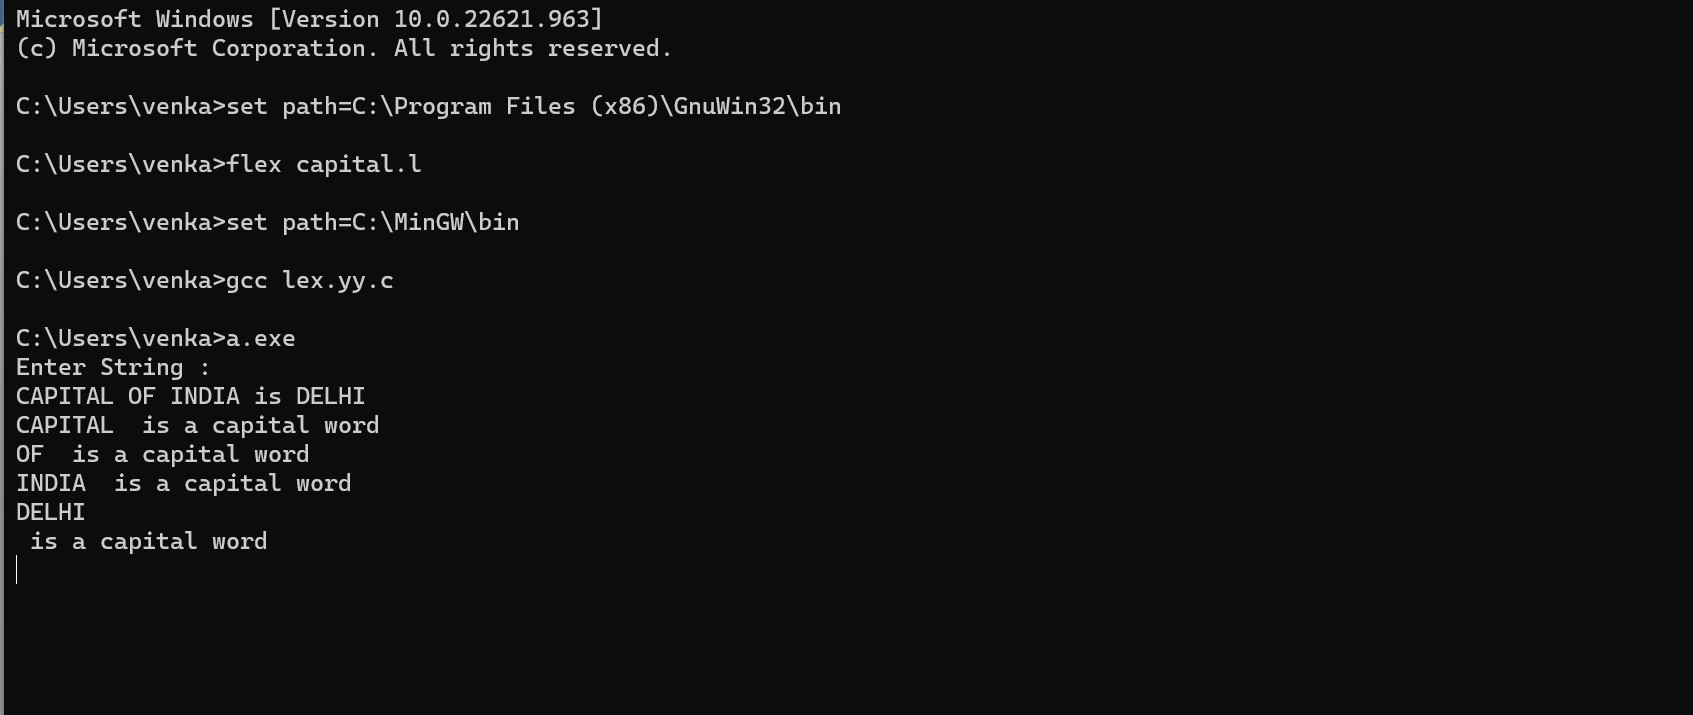 Microsoft Windows [Version 10.0.22621.963]
(c) Microsoft Corporation. All rights reserved.
C:\Users\venka>set path=C:\Program Files (x86)\GnuWin32\bin
C:\Users\venka>flex capital.l
C:\Users\venka>set path=C:\MinGW\bin
C:\Users\venka>gcc lex.yy.c
C:\Users\venka>a.exe
Enter String :
CAPITAL OF INDIA is DELHI
CAPITAL  is a capital word
OF  is a capital word
INDIA  is a capital word
DELHI
 is a capital word